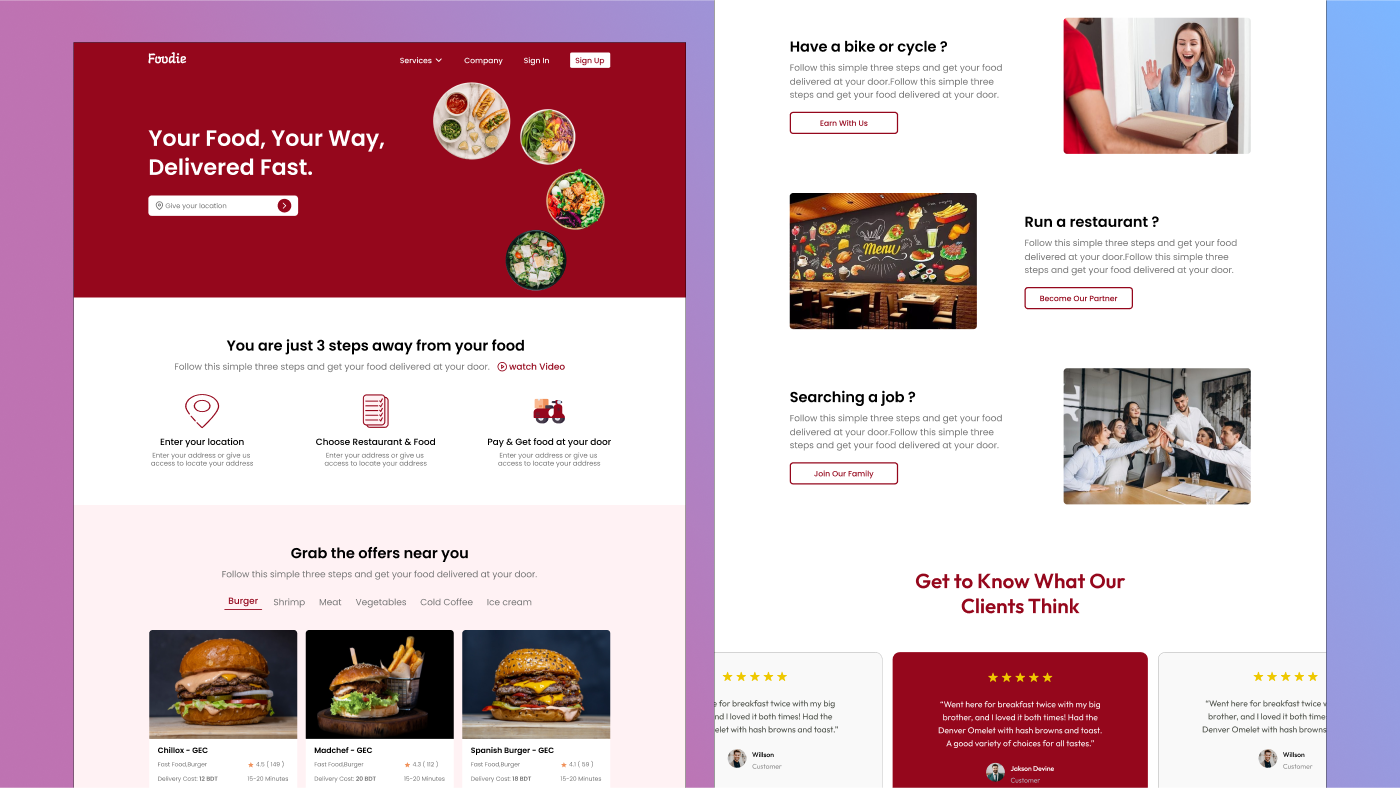 Foodie
Services
Company
Sign In
Sign Up
Your Food, Your Way,
Delivered Fast.
Give your location
You are just 3 steps away from your food
Follow this simple three steps and get your food delivered at your door.
watch Video
Enter your location
Enter your address or give us
access to locate your address
Choose Restaurant & Food
Enter your address or give us
access to locate your address
Pay & Get food at your door
Enter your address or give us
access to locate your address
Grab the offers near you
Follow this simple three steps and get your food delivered at your door.
Burger
Shrimp
Meat
Vegetables
Cold Coffee
Ice cream
Chillox - GEC
Fast Food,Burger
4.5 ( 149 )
Delivery Cost: 12 BDT
15-20 Minutes
Madchef - GEC
Fast Food,Burger
4.3 ( 112 )
Delivery Cost: 20 BDT
15-20 Minutes
Spanish Burger - GEC
Fast Food,Burger
4.1 ( 59 )
Delivery Cost: 18 BDT
15-20 Minutes
Have a bike or cycle ?
Follow this simple three steps and get your food
delivered at your door.Follow this simple three
steps and get your food delivered at your door.
Earn With Us
Menu
Run a restaurant ?
Follow this simple three steps and get your food
delivered at your door.Follow this simple three
steps and get your food delivered at your door.
Become Our Partner
Searching a job ?
Follow this simple three steps and get your food
delivered at your door.Follow this simple three
steps and get your food delivered at your door.
Join Our Family
Get to Know What Our
Clients Think
e for breakfast twice with my big
nd I loved it both times! Had the
elet with hash browns and toast.”
Willson
Customer
“Went here for breakfast twice with my big
brother, and I loved it both times! Had the
Denver Omelet with hash browns and toast.
A good variety of choices for all tastes.”
Jakson Devine
Customer
“Went here for breakfast twice w
brother, and I loved it both time
Denver Omelet with hash browns
Willson
Customer